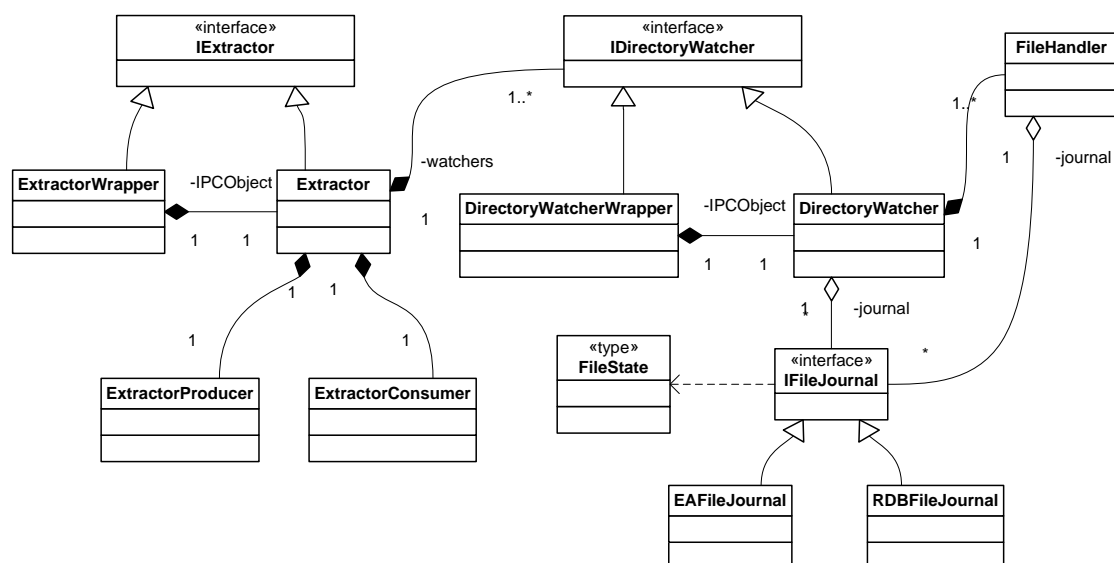 «interface»
IExtractor
«interface»
IDirectoryWatcher
FileHandler
1..*
1..*
-watchers
1
-journal
ExtractorWrapper
-IPCObject
Extractor
DirectoryWatcherWrapper
-IPCObject
DirectoryWatcher
1
1
1
1
1
1
1
1
1
1
*
-journal
1
1
«type»
FileState
«interface»
IFileJournal
*
ExtractorProducer
ExtractorConsumer
EAFileJournal
RDBFileJournal